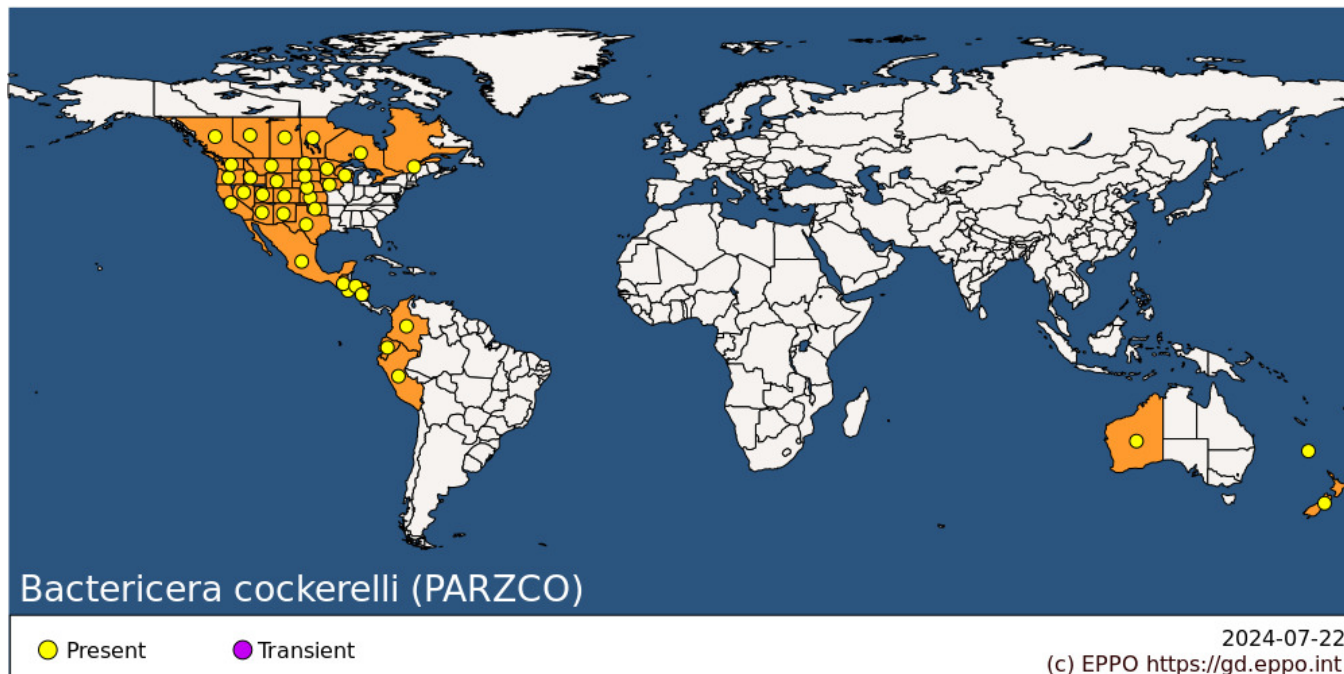 Bactericera cockerelli (PARZCO)
Present
Transient
2024-07-22
(c) EPPO https://gd.eppo.int